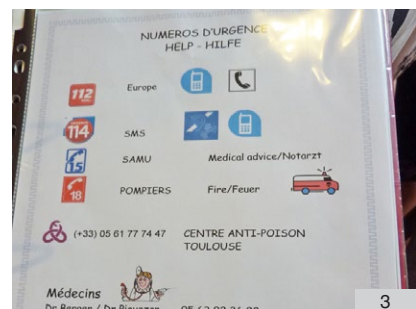 NUMEROS D'URGENCE
HELP - HILFE
112 Europe
114 SMS
15 SAMU Medical advice/Notarzt
18 POMPIERS Fire/Feuer
(+33) 05 61 77 74 47 CENTRE ANTI-POISON
TOULOUSE
Médecins
3